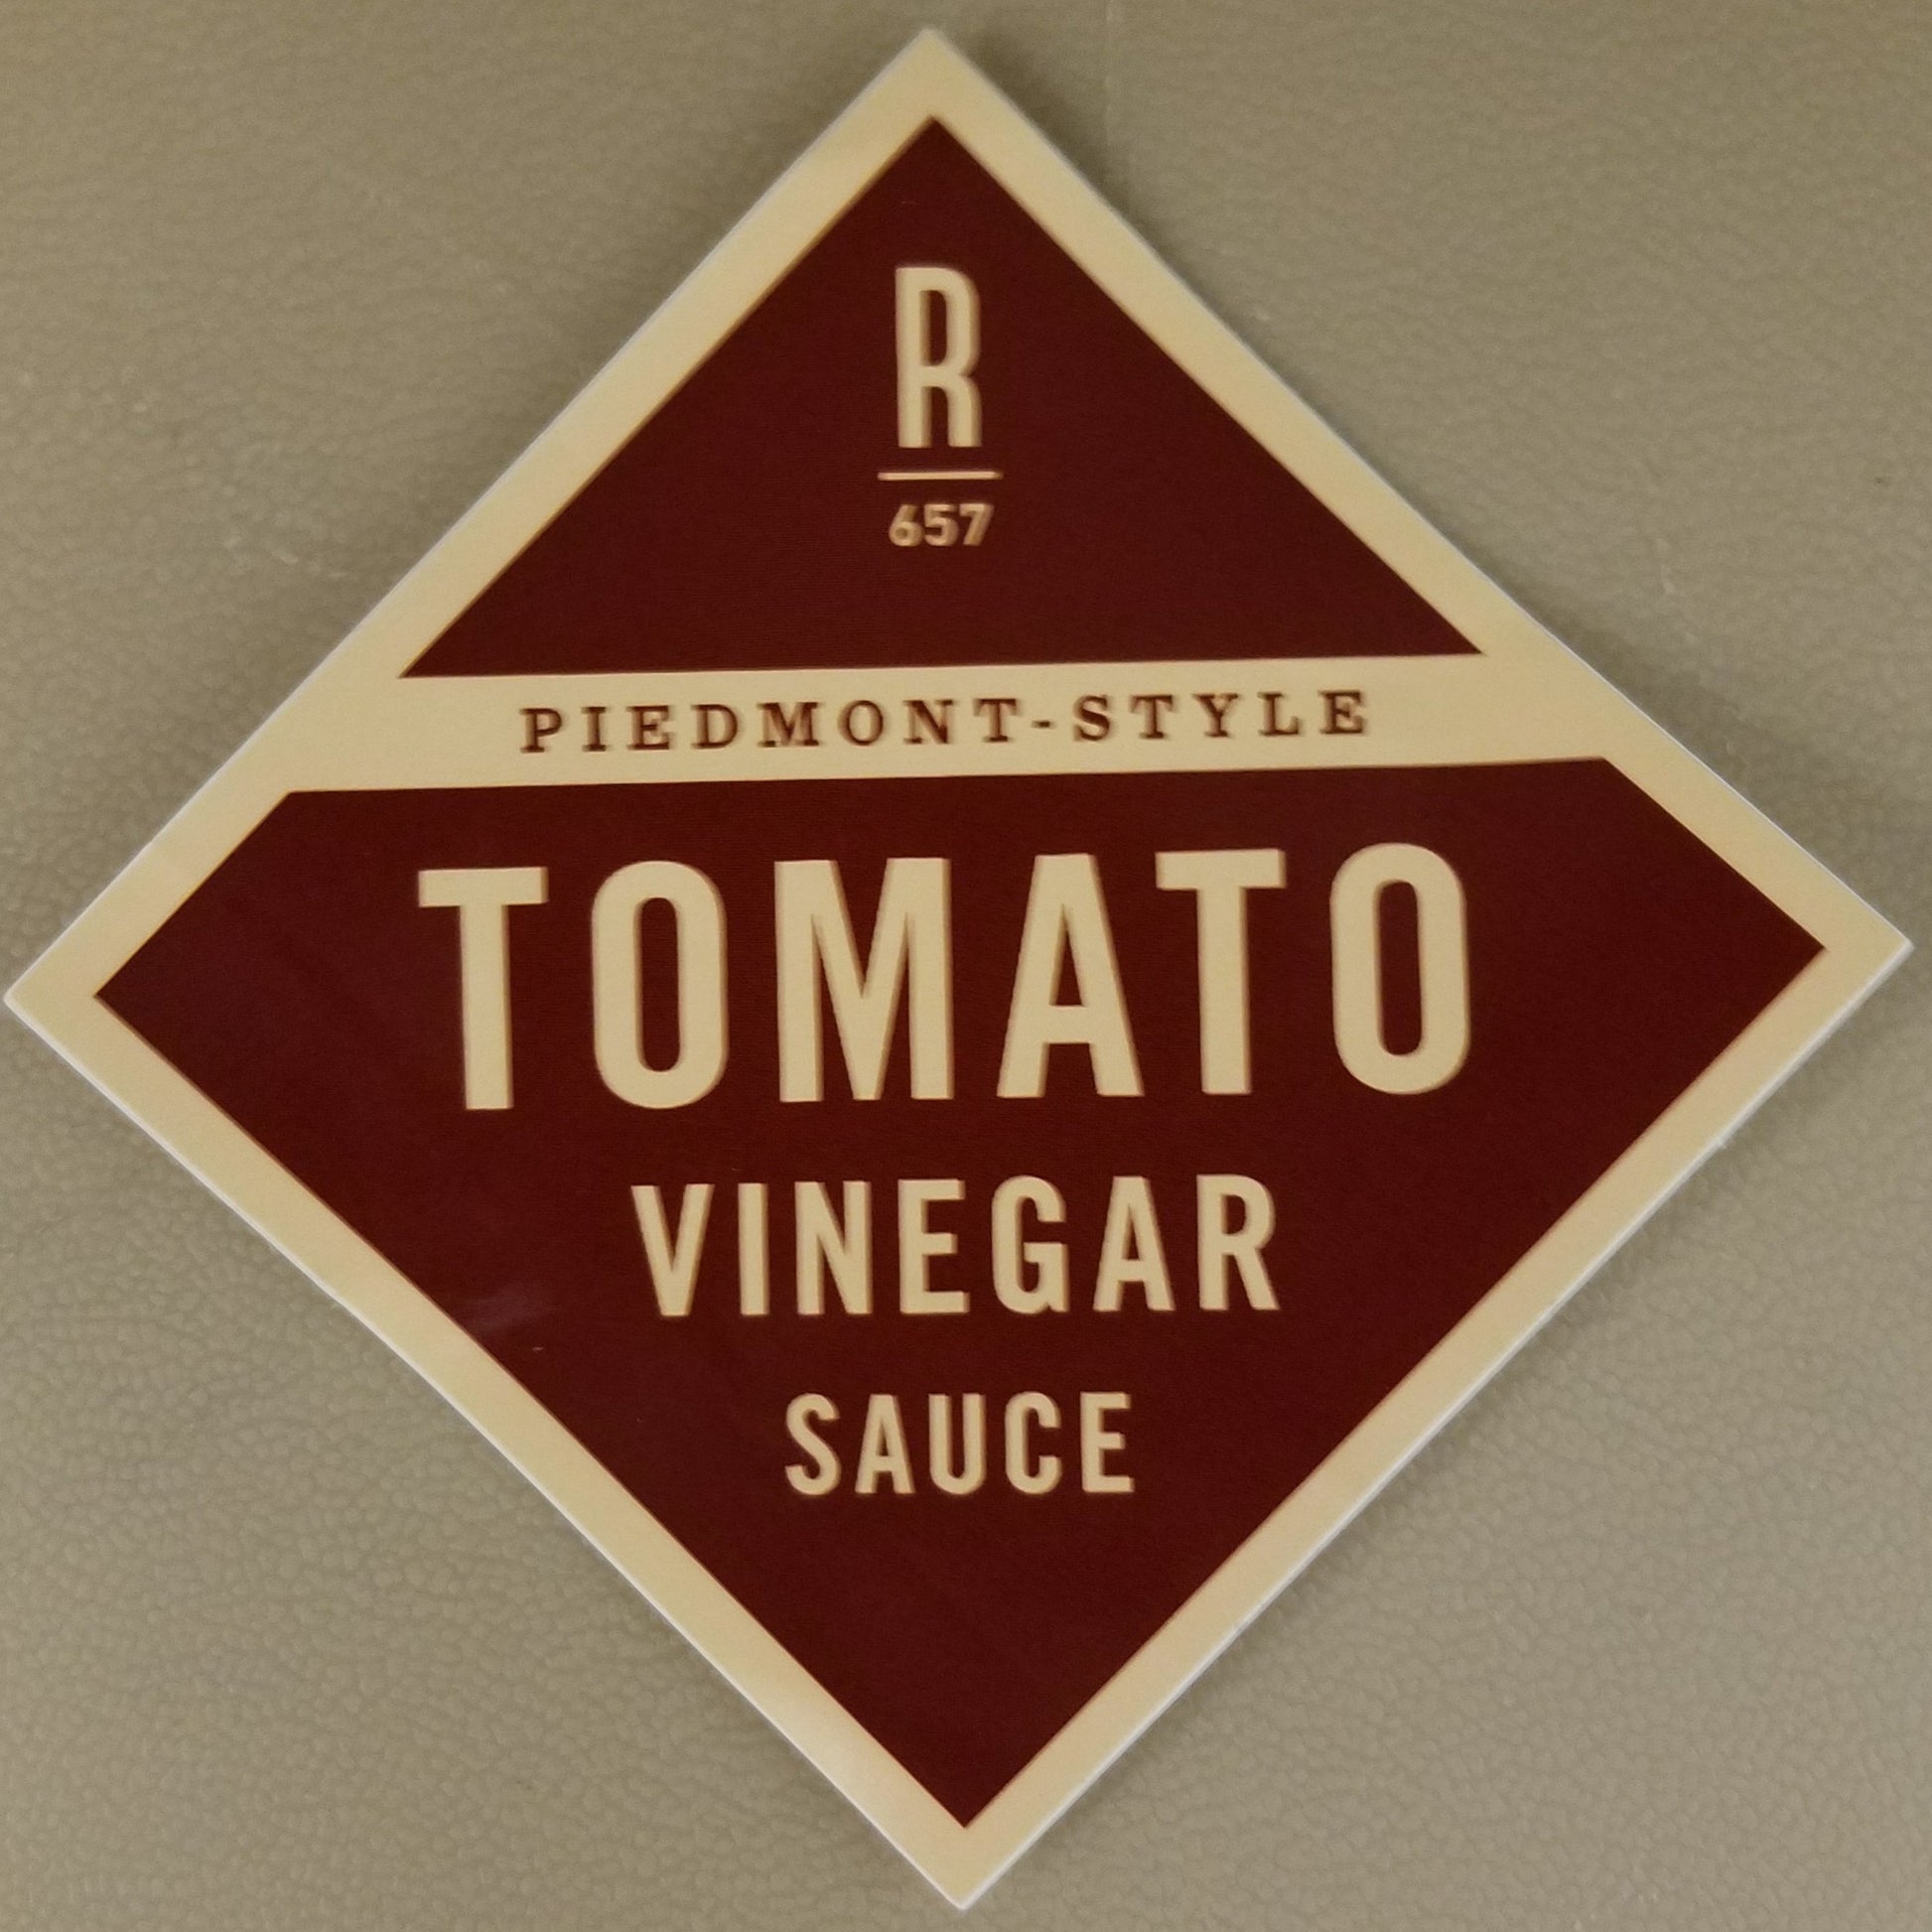 R
657
PIEDMONT-STYLE
TOMATO
VINEGAR
SAUCE